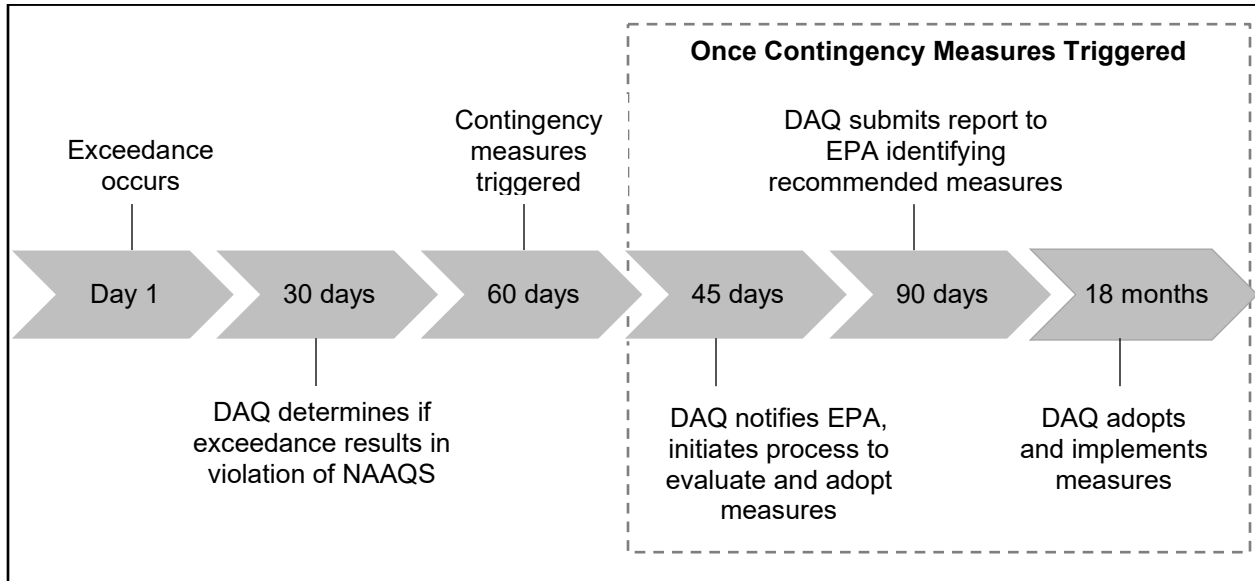 Once Contingency Measures Triggered
Exceedance
occurs
Contingency
measures
triggered
DAQ submits report to
EPA identifying
recommended measures
Day 1
30 days
60 days
45 days
90 days
18 months
DAQ determines if
exceedance results in
violation of NAAQS
DAQ notifies EPA,
initiates process to
evaluate and adopt
measures
DAQ adopts
and implements
measures